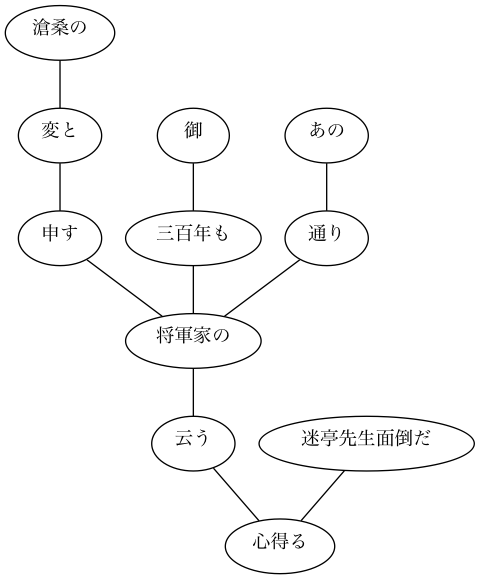 滄桑の
変と
御
あの
申す
三百年も
通り
将軍家の
云う
迷亭先生面倒だ
心得る